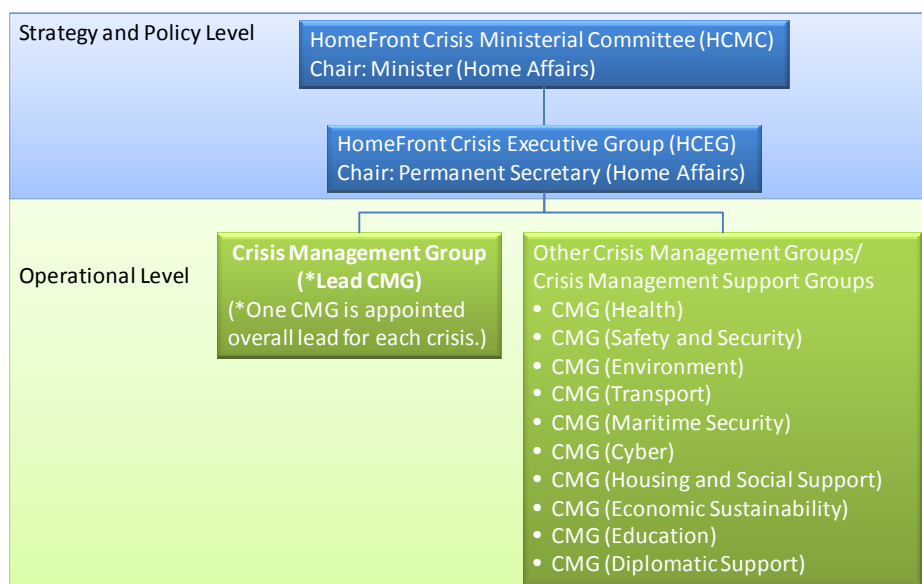 Strategy and Policy Level
HomeFront Crisis Ministerial Committee (HCMC)
Chair: Minister (Home Affairs)
HomeFront Crisis Executive Group (HCEG)
Chair: Permanent Secretary (Home Affairs)
Operational Level
Crisis Management Group
(*Lead CMG)
(*One CMG is appointed
overall lead for each crisis.)
Other Crisis Management Groups/
Crisis Management Support Groups
• CMG (Health)
• CMG (Safety and Security)
• CMG (Environment)
• CMG (Transport)
• CMG (Maritime Security)
• CMG (Cyber)
• CMG (Housing and Social Support)
• CMG (Economic Sustainability)
• CMG (Education)
• CMG (Diplomatic Support)